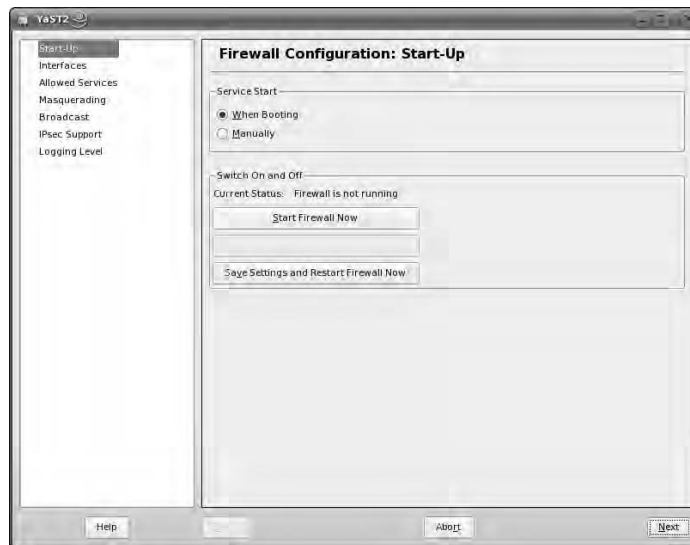 YaST2
Start-Up
Interfaces
Allowed Services
Masquerading
Broadcast
IPsec Support
Logging Level
Firewall Configuration: Start-Up
Service Start
When Booting
Manually
Switch On and Off
Current Status: Firewall is not running
Start Firewall Now
Save Settings and Restart Firewall Now
Help
Abort
Next